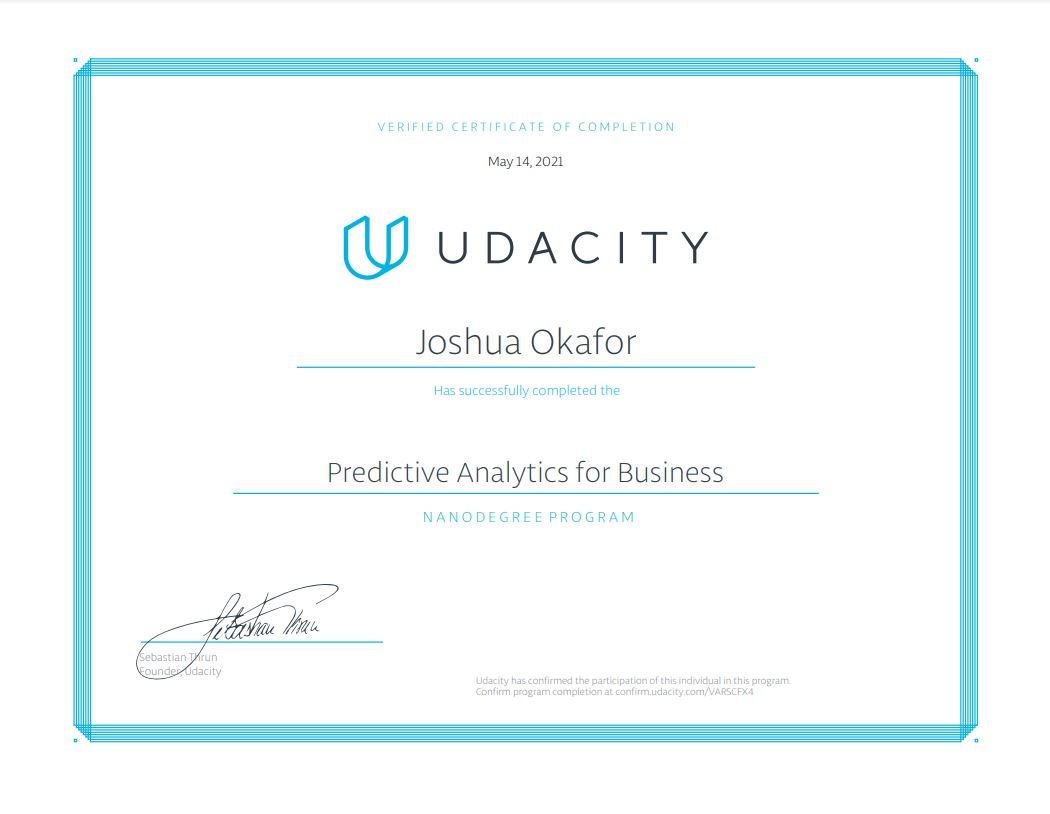 VERIFIED CERTIFICATE OF COMPLETION
May 14, 2021
UDACITY
Joshua Okafor
Has successfully completed the
Predictive Analytics for Business
NANODEGREE PROGRAM
Sebastian Thrun
Sebastian Thrun
Founder, Udacity
Udacity has confirmed the participation of this individual in this program.
Confirm program completion at confirm.udacity.com/VARSCFX4